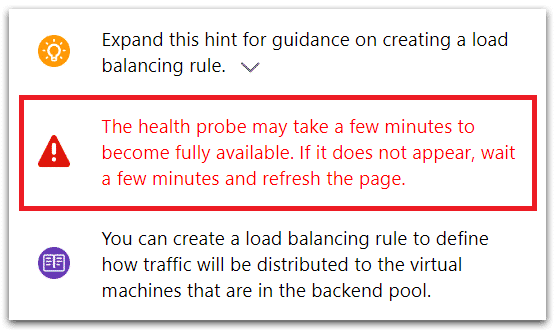 Expand this hint for guidance on creating a load
balancing rule.
The health probe may take a few minutes to
become fully available. If it does not appear, wait
a few minutes and refresh the page.
You can create a load balancing rule to define
how traffic will be distributed to the virtual
machines that are in the backend pool.